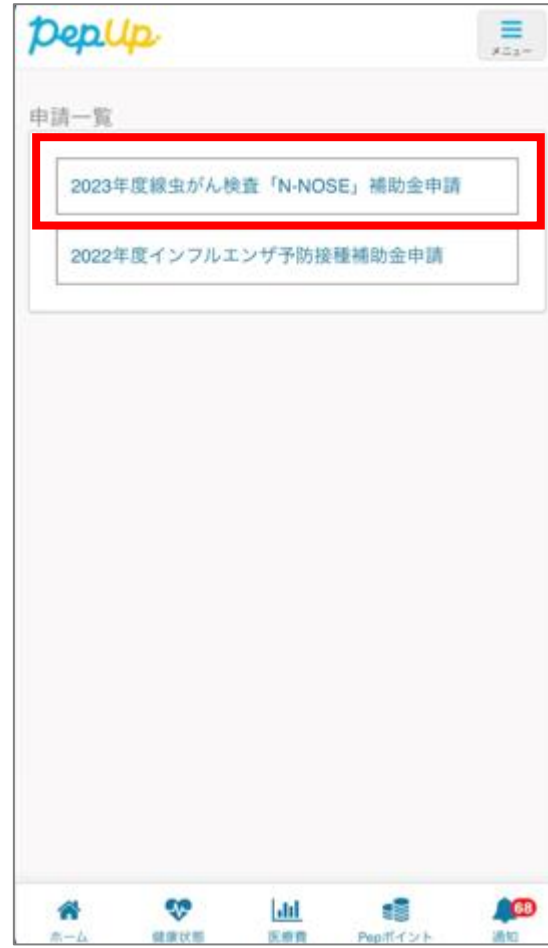 PepUp
メニュー
申請一覧
2023年度線虫がん検査「N-NOSE」補助金申請
2022年度インフルエンザ予防接種補助金申請
68
ホーム 健康状態 医療費 Pepポイント 通知